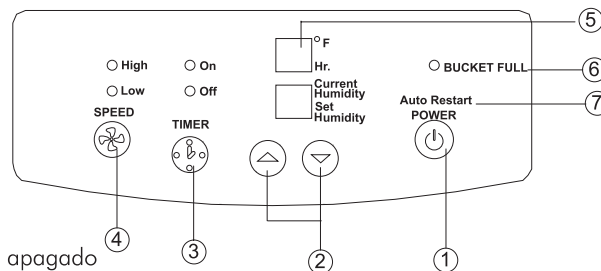 ⑤
°F
Hr.
High
Low
On
Off
BUCKET FULL
⑥
Current
Humidity
Set
Humidity
SPEED
TIMER
Auto Restart
POWER
⑦
④
③
②
①
apagado